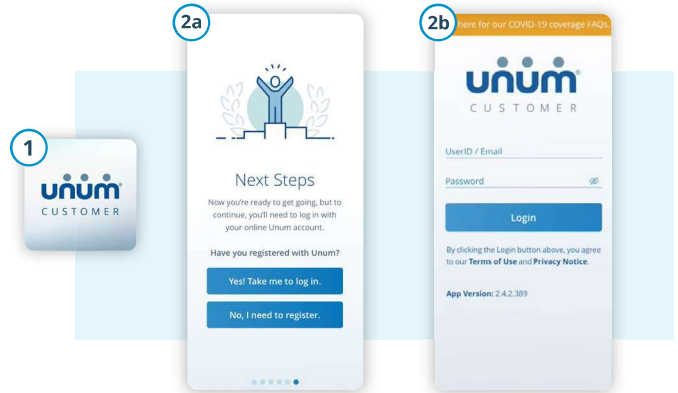 1
unum
CUSTOMER
2a
Next Steps
Now you're ready to get going, but to
continue, you'll need to log in with
your online Unum account.
Have you registered with Unum?
Yes! Take me to log in.
No, I need to register.
2b
here for our COVID-19 coverage FAQs.
unum
CUSTOMER
UserID / Email
Password
Login
By clicking the Login button above, you agree
to our Terms of Use and Privacy Notice.
App Version: 2.4.2.389